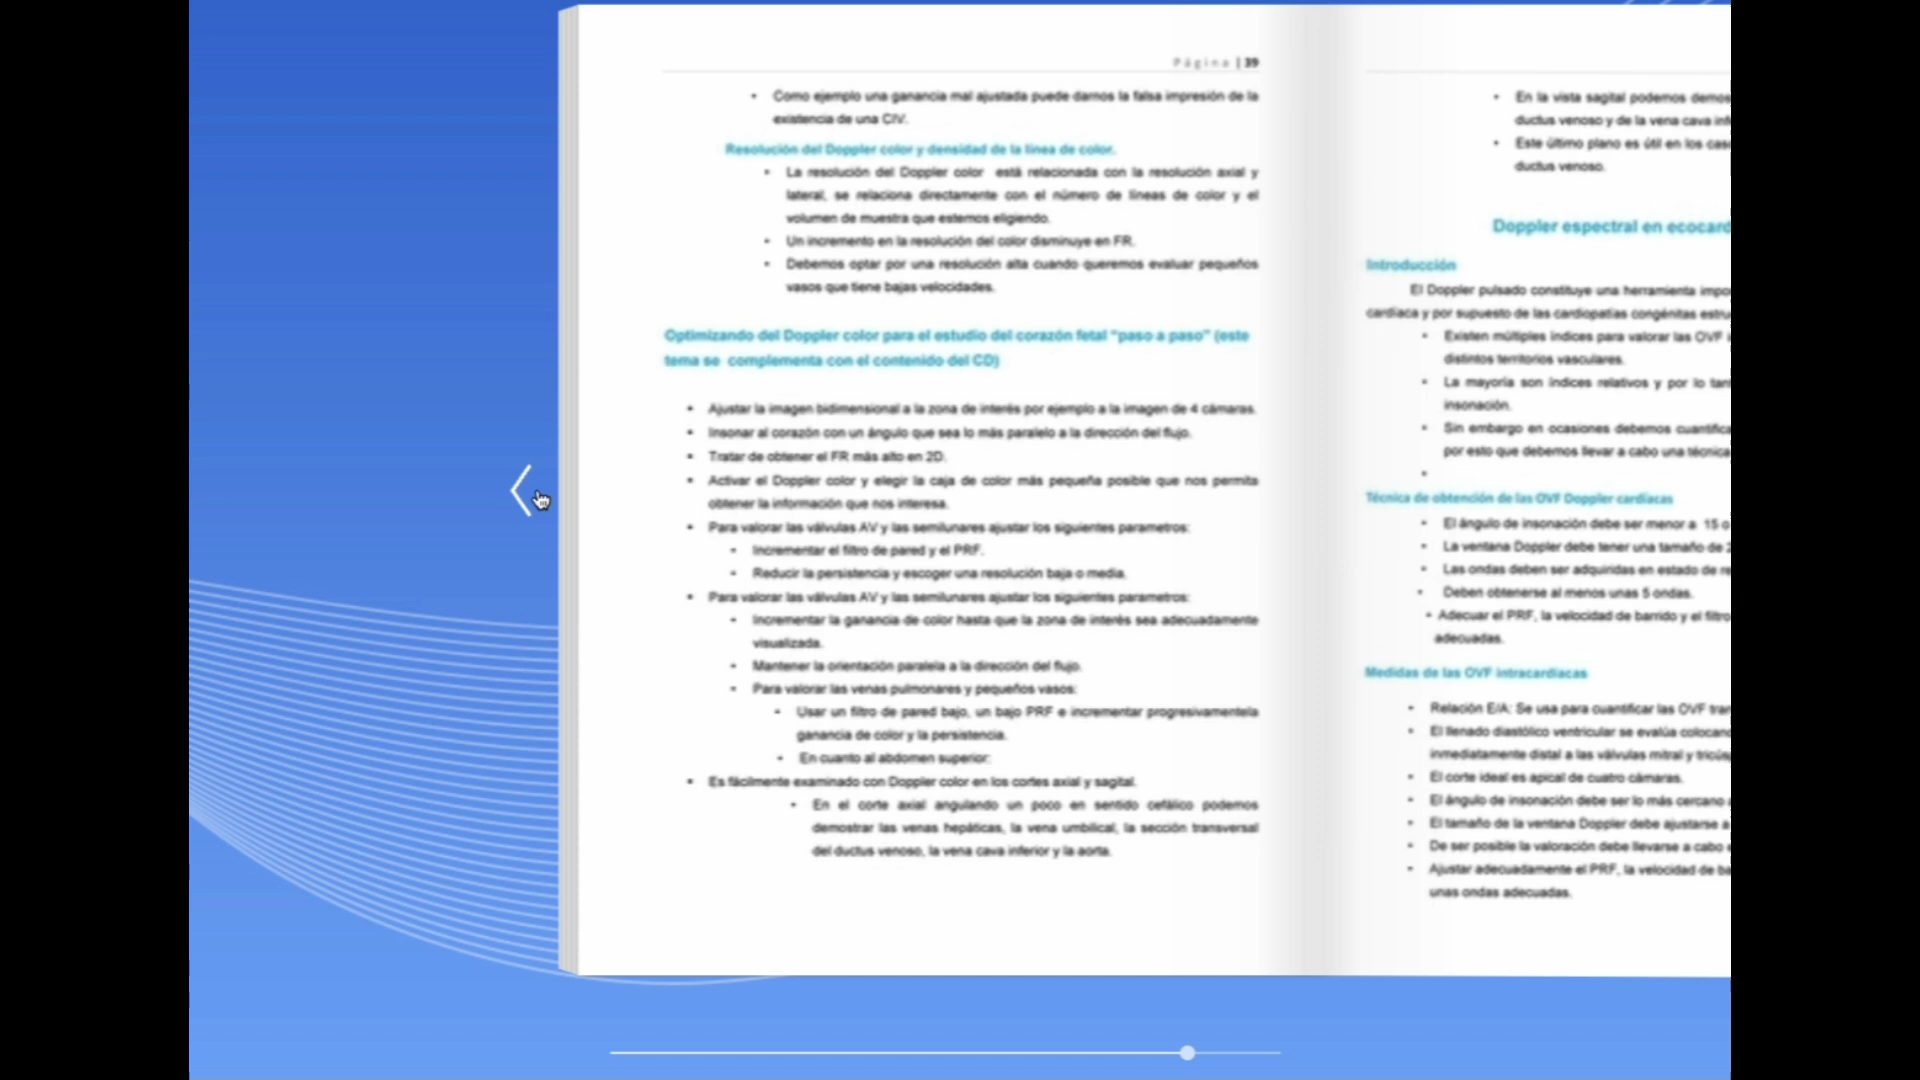 Página | 39
• Como ejemplo una ganancia mal ajustada puede darnos la falsa impresión de la
existencia de una CIV.
Resolución del Doppler color y densidad de la línea de color.
• La resolución del Doppler color está relacionada con la resolución axial y
lateral, se relaciona directamente con el número de líneas de color y el
volumen de muestra que estemos eligiendo.
• Un incremento en la resolución del color disminuye en FR.
• Debemos optar por una resolución alta cuando queremos evaluar pequeños
vasos que tiene bajas velocidades.
Optimizando del Doppler color para el estudio del corazón fetal “paso a paso” (este
tema se complementa con el contenido del CD)
• Ajustar la imagen bidimensional a la zona de interés por ejemplo a la imagen de 4 cámaras.
• Insonar al corazón con un ángulo que sea lo más paralelo a la dirección del flujo.
• Tratar de obtener el FR más alto en 2D.
• Activar el Doppler color y elegir la caja de color más pequeña posible que nos permita
obtener la información que nos interesa.
• Para valorar las válvulas AV y las semilunares ajustar los siguientes parametros:
• Incrementar el filtro de pared y el PRF.
• Reducir la persistencia y escoger una resolución baja o media.
• Para valorar las válvulas AV y las semilunares ajustar los siguientes parametros:
• Incrementar la ganancia de color hasta que la zona de interés sea adecuadamente
visualizada.
• Mantener la orientación paralela a la dirección del flujo.
• Para valorar las venas pulmonares y pequeños vasos:
• Usar un filtro de pared bajo, un bajo PRF e incrementar progresivamentela
ganancia de color y la persistencia.
• En cuanto al abdomen superior:
• Es fácilmente examinado con Doppler color en los cortes axial y sagital.
• En el corte axial angulando un poco en sentido cefálico podemos
demostrar las venas hepáticas, la vena umbilical, la sección transversal
del ductus venoso, la vena cava inferior y la aorta.
• En la vista sagital podemos demos
ductus venoso y de la vena cava inf
• Este último plano es útil en los cas
ductus venoso.
Doppler espectral en ecocard
Introducción
El Doppler pulsado constituye una herramienta impo
cardíaca y por supuesto de las cardiopatías congénitas estru
• Existen múltiples índices para valorar las OVF
distintos territorios vasculares.
• La mayoría son índices relativos y por lo tan
insonación.
• Sin embargo en ocasiones debemos cuantifica
por esto que debemos llevar a cabo una técnica
•
Técnica de obtención de las OVF Doppler cardíacas
• El ángulo de insonación debe ser menor a 15 o
• La ventana Doppler debe tener una tamaño de 2
• Las ondas deben ser adquiridas en estado de re
• Deben obtenerse al menos unas 5 ondas.
• Adecuar el PRF, la velocidad de barrido y el filtro
adecuadas.
Medidas de las OVF intracardíacas
• Relación E/A: Se usa para cuantificar las OVF tran
• El llenado diastólico ventricular se evalúa colocand
inmediatamente distal a las válvulas mitral y tricús
• El corte ideal es apical de cuatro cámaras.
• El ángulo de insonación debe ser lo más cercano
• El tamaño de la ventana Doppler debe ajustarse a
• De ser posible la valoración debe llevarse a cabo
• Ajustar adecuadamente el PRF, la velocidad de ba
unas ondas adecuadas.